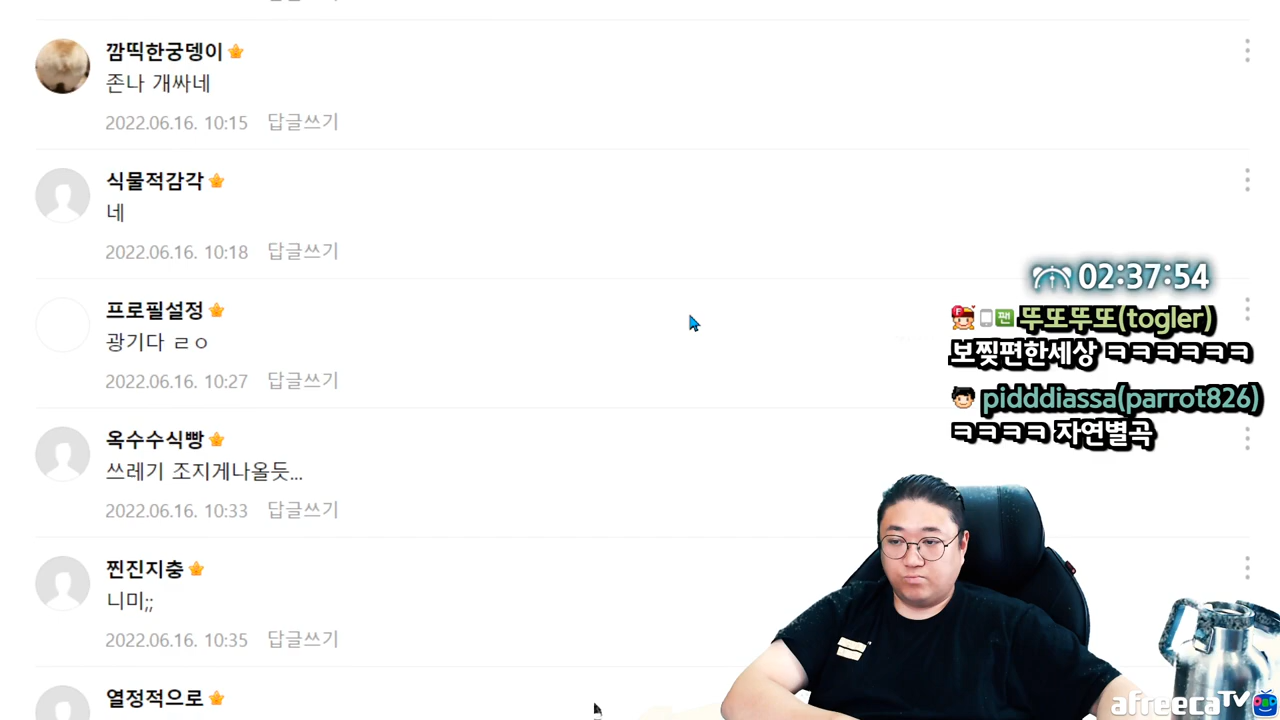 깜띡한궁뎅이
존나 개싸네
2022.06.16. 10:15 답글쓰기
식물적감각
네
2022.06.16. 10:18 답글쓰기
프로필설정
광기다 ㄹㅇ
2022.06.16. 10:27 답글쓰기
옥수수식빵
쓰레기 조지게나올듯...
2022.06.16. 10:33 답글쓰기
찐진지충
니미;;
2022.06.16. 10:35 답글쓰기
열정적으로
02:37:54
F 팬 뚜또뚜또(togler)
보찢편한세상 ㅋㅋㅋㅋㅋㅋ
pidddiassa(parrot826)
ㅋㅋㅋㅋ 자연별곡
afreecaTV